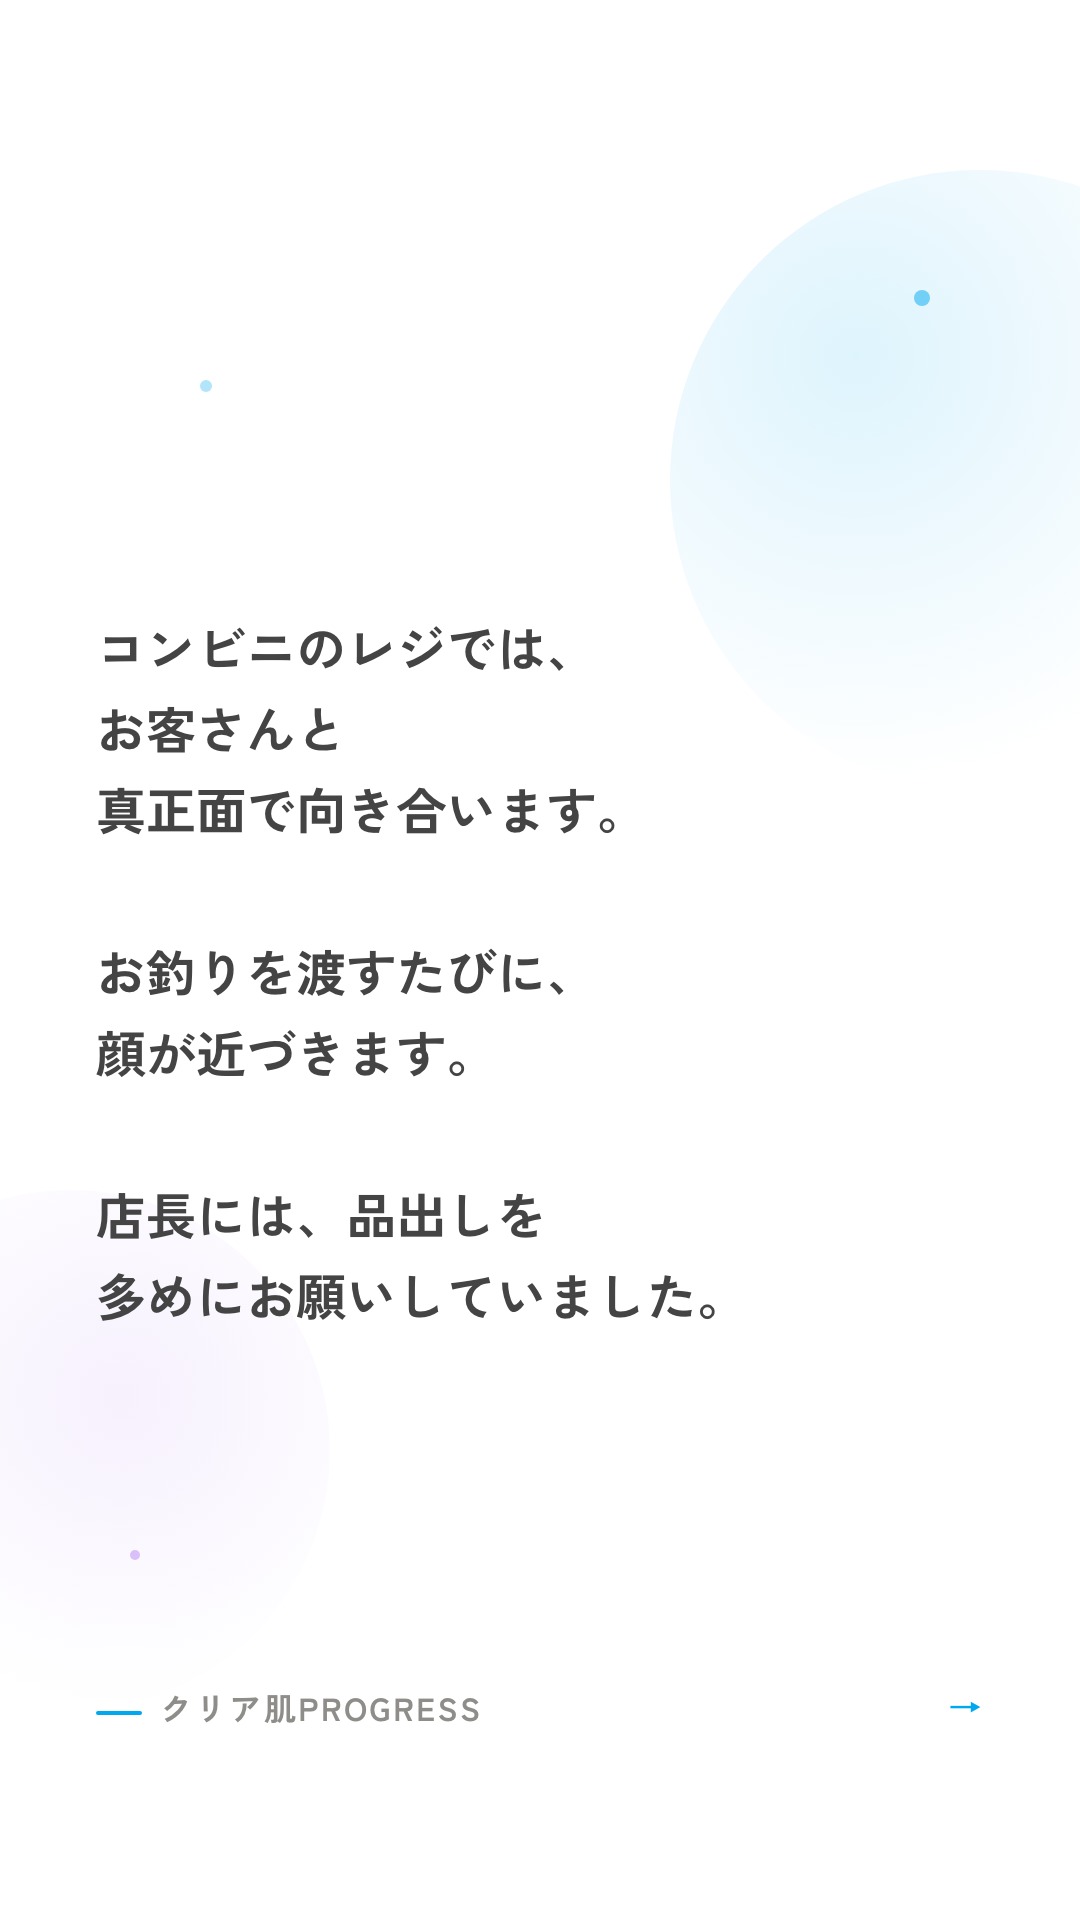 コンビニのレジでは、
お客さんと
真正面で向き合います。
お釣りを渡すたびに、
顔が近づきます。
店長には、品出しを
多めにお願いしていました。
クリア肌PROGRESS
→